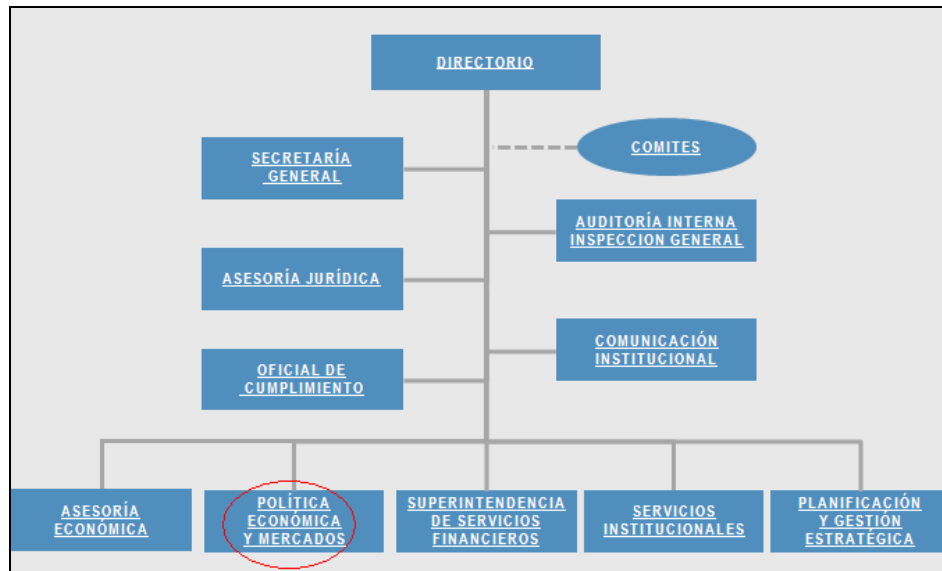 DIRECTORIO
COMITES
SECRETARÍA
GENERAL
AUDITORÍA INTERNA
INSPECCION GENERAL
ASESORÍA JURÍDICA
COMUNICACIÓN
INSTITUCIONAL
OFICIAL DE
CUMPLIMIENTO
ASESORÍA
ECONÓMICA
POLÍTICA
ECONÓMICA
Y MERCADOS
SUPERINTENDENCIA
DE SERVICIOS
FINANCIEROS
SERVICIOS
INSTITUCIONALES
PLANIFICACIÓN
Y GESTIÓN
ESTRATÉGICA